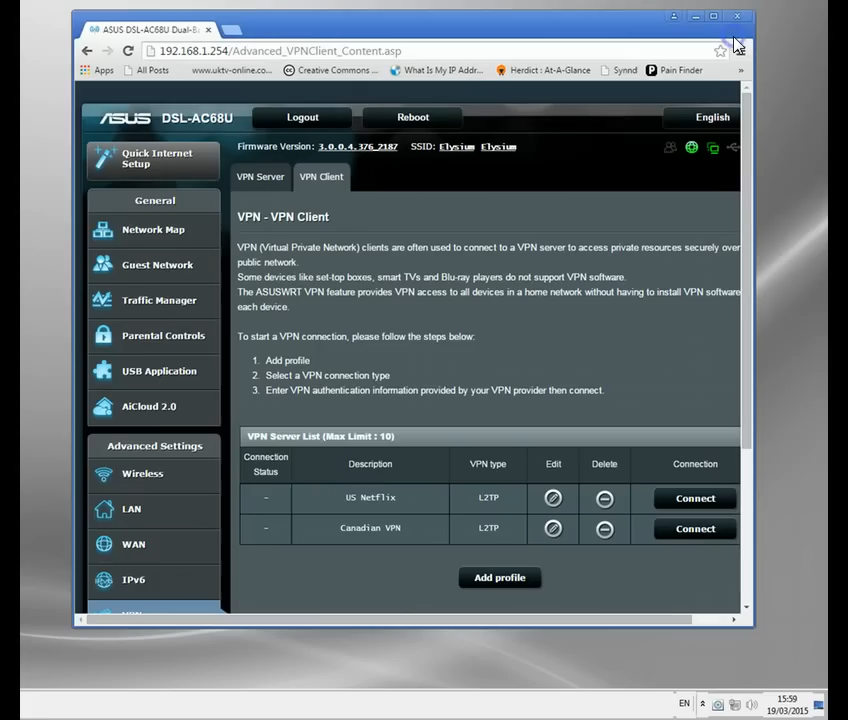 ASUS DSL-AC68U Dual-Ba
192.168.1.254/Advanced_VPNClient_Content.asp
Apps All Posts www.uktv-online.co... Creative Commons ... What Is My IP Addr... Herdict : At-A-Glance Synnd Pain Finder »
ASUS DSL-AC68U Logout Reboot English
Quick Internet Setup
Firmware Version: 3.0.0.4.376_2187 SSID: Elysium Elysium
VPN Server VPN Client
General
Network Map
Guest Network
Traffic Manager
Parental Controls
USB Application
AiCloud 2.0
Advanced Settings
Wireless
LAN
WAN
IPv6
VPN - VPN Client
VPN (Virtual Private Network) clients are often used to connect to a VPN server to access private resources securely over
public network.
Some devices like set-top boxes, smart TVs and Blu-ray players do not support VPN software.
The ASUSWRT VPN feature provides VPN access to all devices in a home network without having to install VPN software
each device.
To start a VPN connection, please follow the steps below:
1. Add profile
2. Select a VPN connection type
3. Enter VPN authentication information provided by your VPN provider then connect.
VPN Server List (Max Limit : 10)
Connection Status Description VPN type Edit Delete Connection
- US Netflix L2TP Connect
- Canadian VPN L2TP Connect
Add profile
EN 15:59
19/03/2015